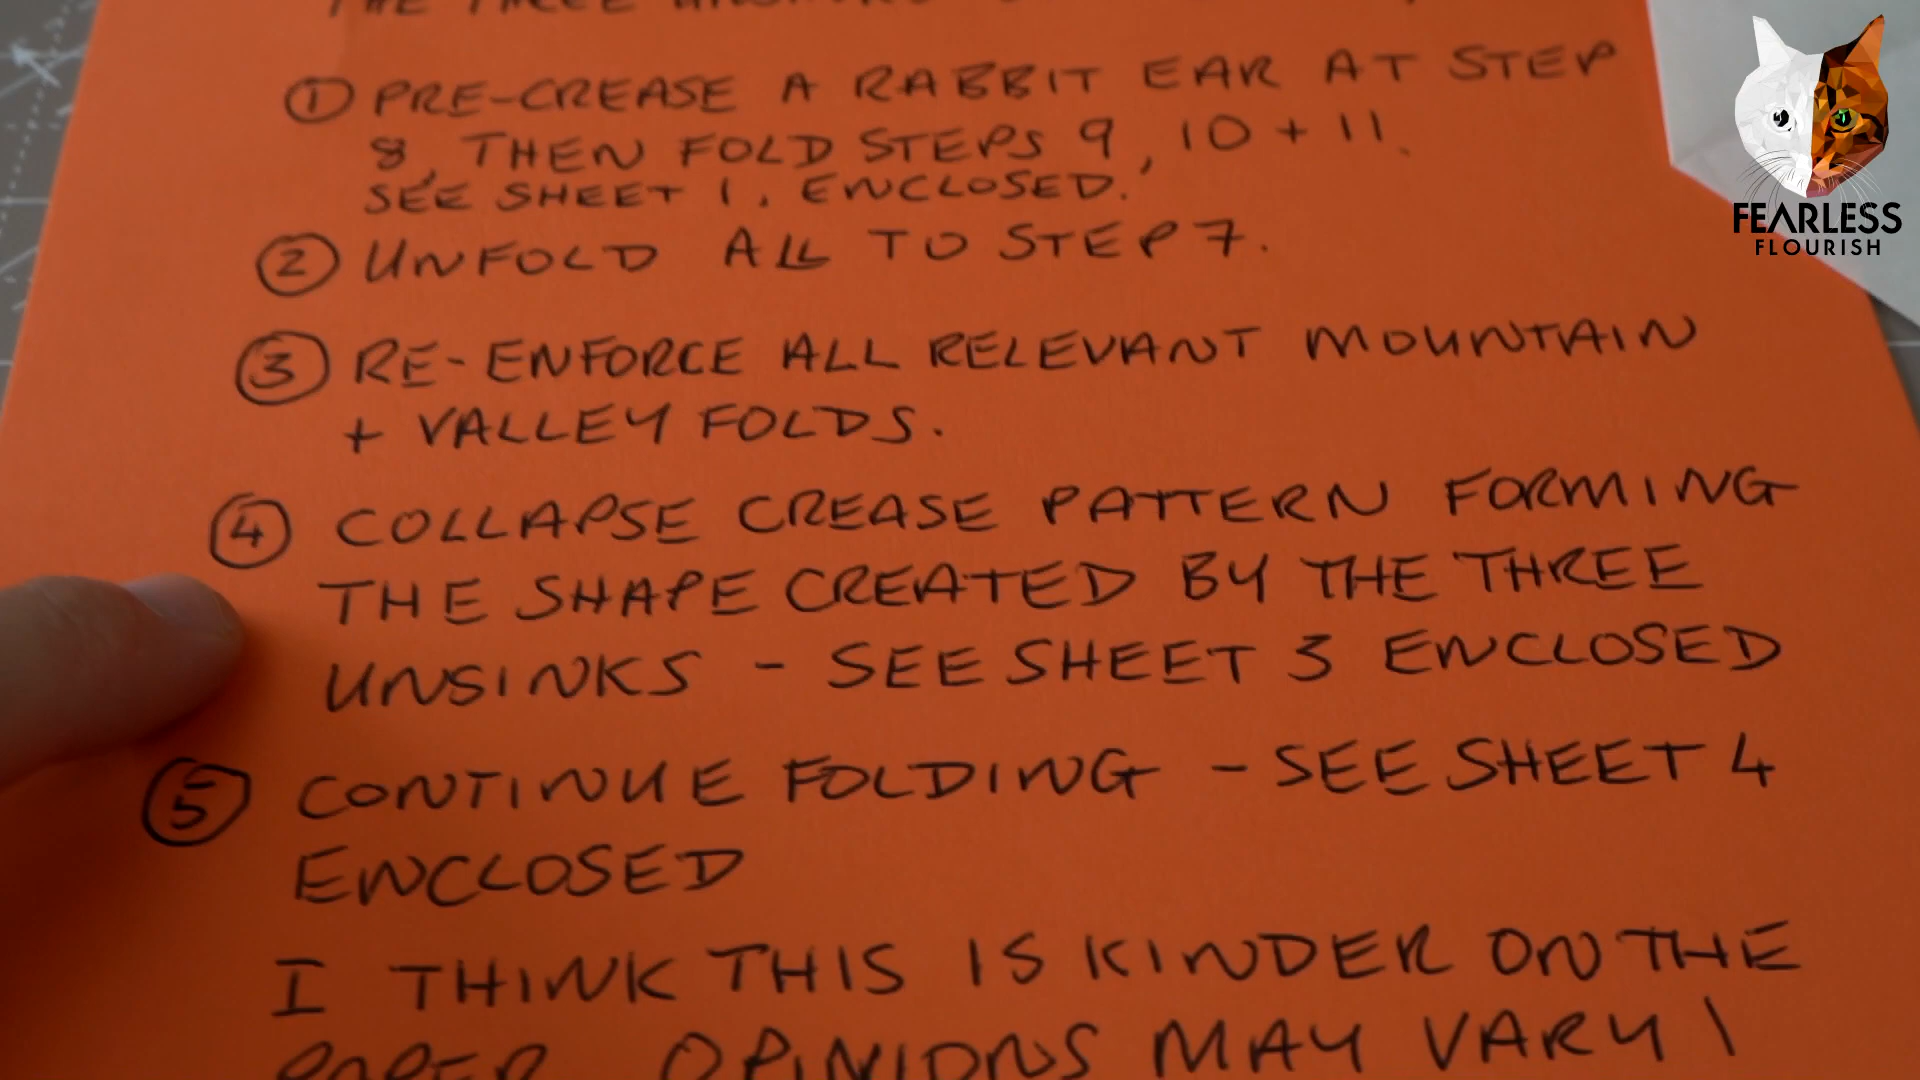 THE THREE
① PRE-CREASE A RABBIT EAR AT STEP
8, THEN FOLD STEPS 9, 10 + 11.
SEE SHEET 1, ENCLOSED.
② UNFOLD ALL TO STEP 7.
③ RE-ENFORCE ALL RELEVANT MOUNTAIN
+ VALLEY FOLDS.
④ COLLAPSE CREASE PATTERN FORMING
THE SHAPE CREATED BY THE THREE
UNSINKS - SEE SHEET 3 ENCLOSED
⑤ CONTINUE FOLDING - SEE SHEET 4
ENCLOSED
I THINK THIS IS KINDER ON THE
PAPER OPINIONS MAY VARY!
FEARLESS
FLOURISH